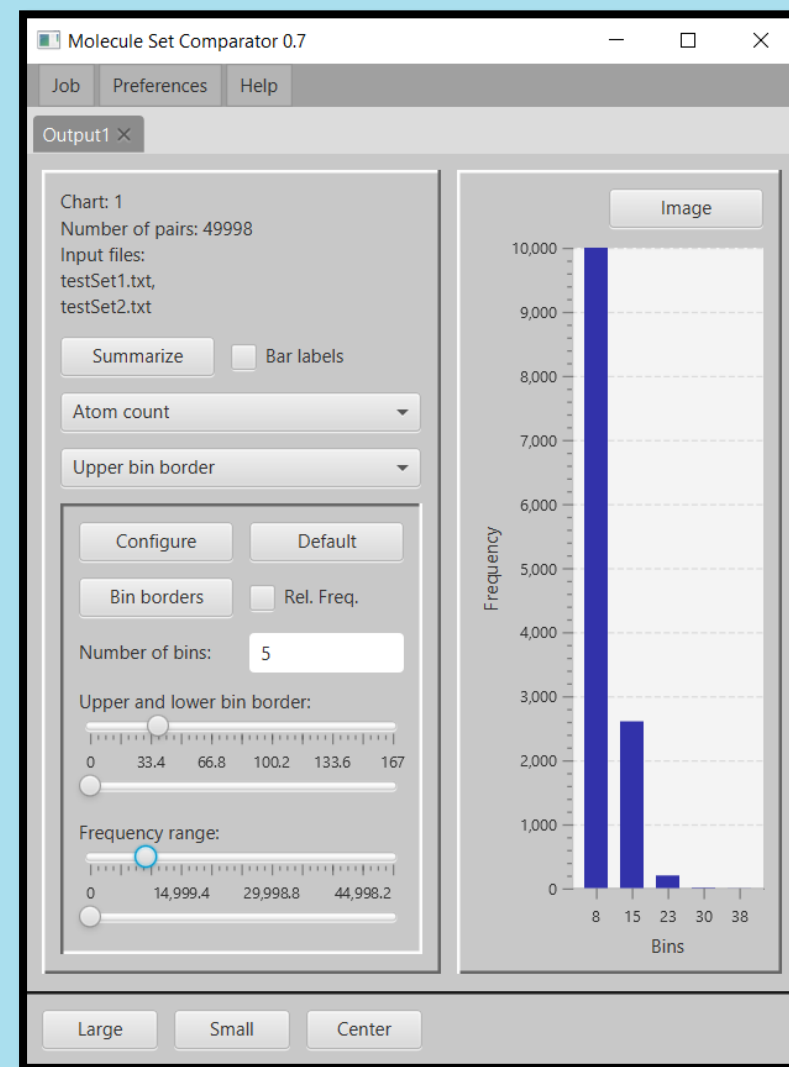 Molecule Set Comparator 0.7
Job Preferences Help
Output1
Chart: 1
Number of pairs: 49998
Input files:
testSet1.txt,
testSet2.txt
Summarize Bar labels
Atom count
Upper bin border
Configure Default
Bin borders Rel. Freq.
Number of bins: 5
Upper and lower bin border:
0 33.4 66.8 100.2 133.6 167
Frequency range:
0 14,999.4 29,998.8 44,998.2
Image
10,000
9,000
8,000
7,000
6,000
5,000
4,000
3,000
2,000
1,000
0
Frequency
8 15 23 30 38
Bins
Large Small Center